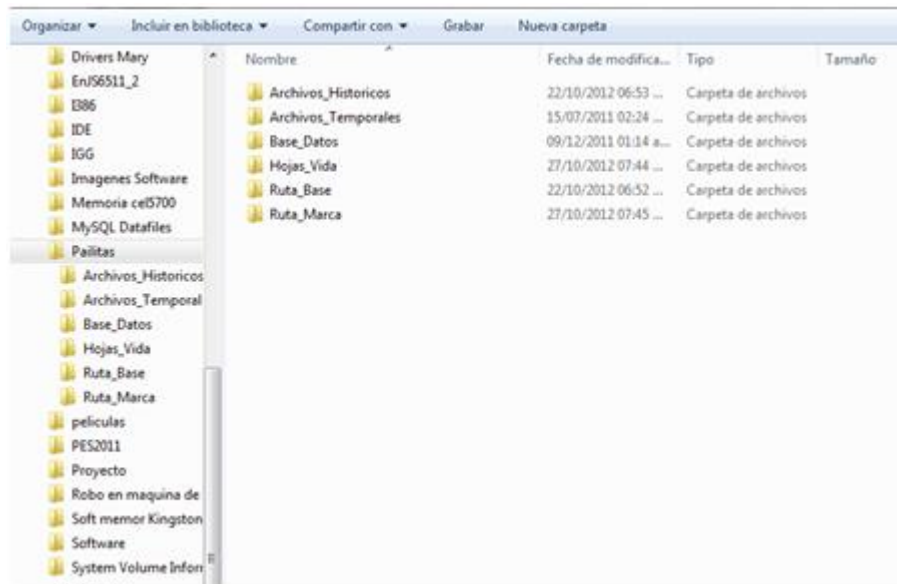 Organizar Incluir en biblioteca Compartir con Grabar Nueva carpeta
Drivers Mary
EnJS6511_2
I386
IDE
IGG
Imagenes Software
Memoria cel5700
MySQL Datafiles
Pailitas
Archivos_Historicos
Archivos_Temporal
Base_Datos
Hojas_Vida
Ruta_Base
Ruta_Marca
peliculas
PES2011
Proyecto
Robo en maquina de
Soft memor Kingston
Software
System Volume Inforr
Nombre Fecha de modifica... Tipo Tamaño
Archivos_Historicos 22/10/2012 06:53 ... Carpeta de archivos
Archivos_Temporales 15/07/2011 02:24 ... Carpeta de archivos
Base_Datos 09/12/2011 01:14 a... Carpeta de archivos
Hojas_Vida 27/10/2012 07:44 ... Carpeta de archivos
Ruta_Base 22/10/2012 06:52 ... Carpeta de archivos
Ruta_Marca 27/10/2012 07:45 ... Carpeta de archivos